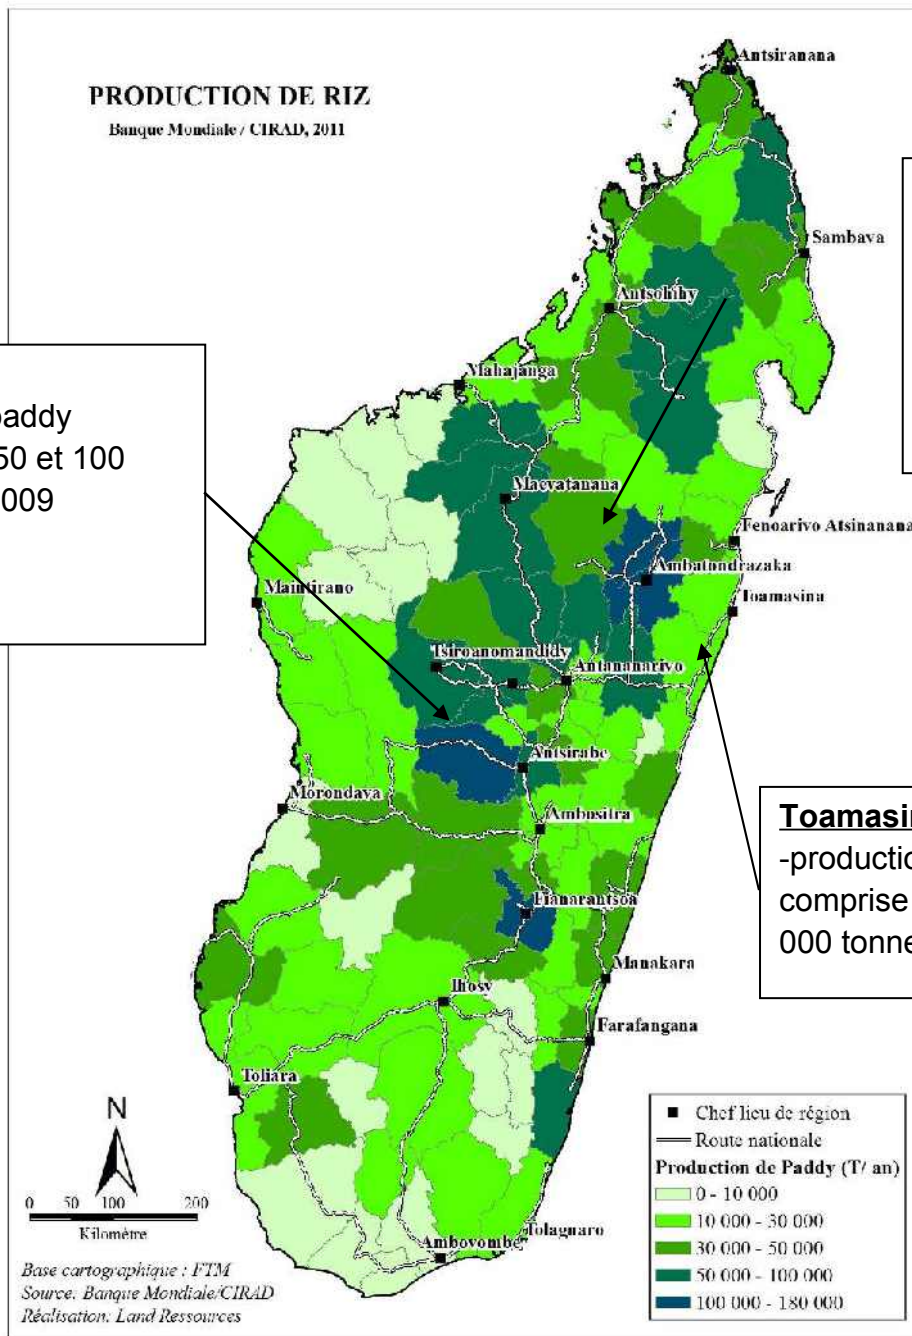 PRODUCTION DE RIZ
Banque Mondiale / CIRAD, 2011
Antsiranana
Sambava
Antsohihy
Mahajanga
paddy
50 et 100
009
Maevatanana
Fenoarivo Atsinanana
Ambatondrazaka
Maintirano
Toamasina
Tsiroanomandidy
Antananarivo
Antsirabe
Morondava
Ambositra
Toamasin
-productio
comprise
000 tonne
Fianarantsoa
Manakara
Ihosy
Farafangana
Toliara
N
0 50 100 200
Kilomètre
Ambovombe
Tolagnaro
Chef lieu de région
Route nationale
Production de Paddy (T/ an)
0 - 10 000
10 000 - 30 000
30 000 - 50 000
50 000 - 100 000
100 000 - 180 000
Base cartographique : FTM
Source: Banque Mondiale/CIRAD
Réalisation: Land Ressources